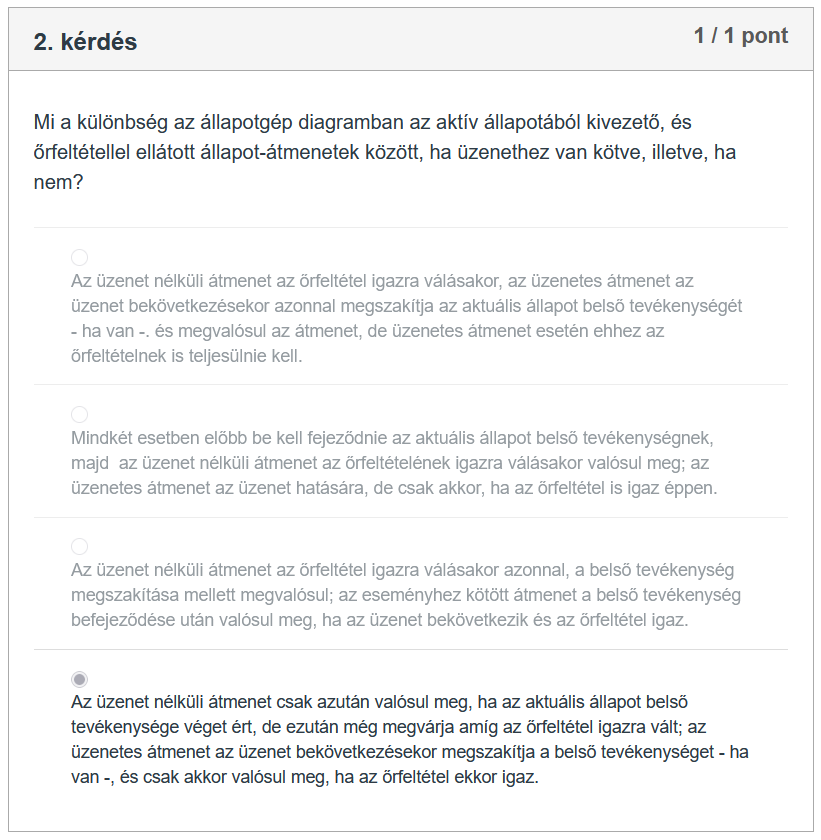 2. kérdés
1 / 1 pont
Mi a különbség az állapotgép diagramban az aktív állapotából kivezető, és
őrfeltétellel ellátott állapot-átmenetek között, ha üzenethez van kötve, illetve, ha
nem?
Az üzenet nélküli átmenet az őrfeltétel igazra válásakor, az üzenetes átmenet az
üzenet bekövetkezésekor azonnal megszakítja az aktuális állapot belső tevékenységét
- ha van -. és megvalósul az átmenet, de üzenetes átmenet esetén ehhez az
őrfeltételnek is teljesülnie kell.
Mindkét esetben előbb be kell fejeződnie az aktuális állapot belső tevékenységnek,
majd  az üzenet nélküli átmenet az őrfeltételének igazra válásakor valósul meg; az
üzenetes átmenet az üzenet hatására, de csak akkor, ha az őrfeltétel is igaz éppen.
Az üzenet nélküli átmenet az őrfeltétel igazra válásakor azonnal, a belső tevékenység
megszakítása mellett megvalósul; az eseményhez kötött átmenet a belső tevékenység
befejeződése után valósul meg, ha az üzenet bekövetkezik és az őrfeltétel igaz.
Az üzenet nélküli átmenet csak azután valósul meg, ha az aktuális állapot belső
tevékenysége véget ért, de ezután még megvárja amíg az őrfeltétel igazra vált; az
üzenetes átmenet az üzenet bekövetkezésekor megszakítja a belső tevékenységet - ha
van -, és csak akkor valósul meg, ha az őrfeltétel ekkor igaz.